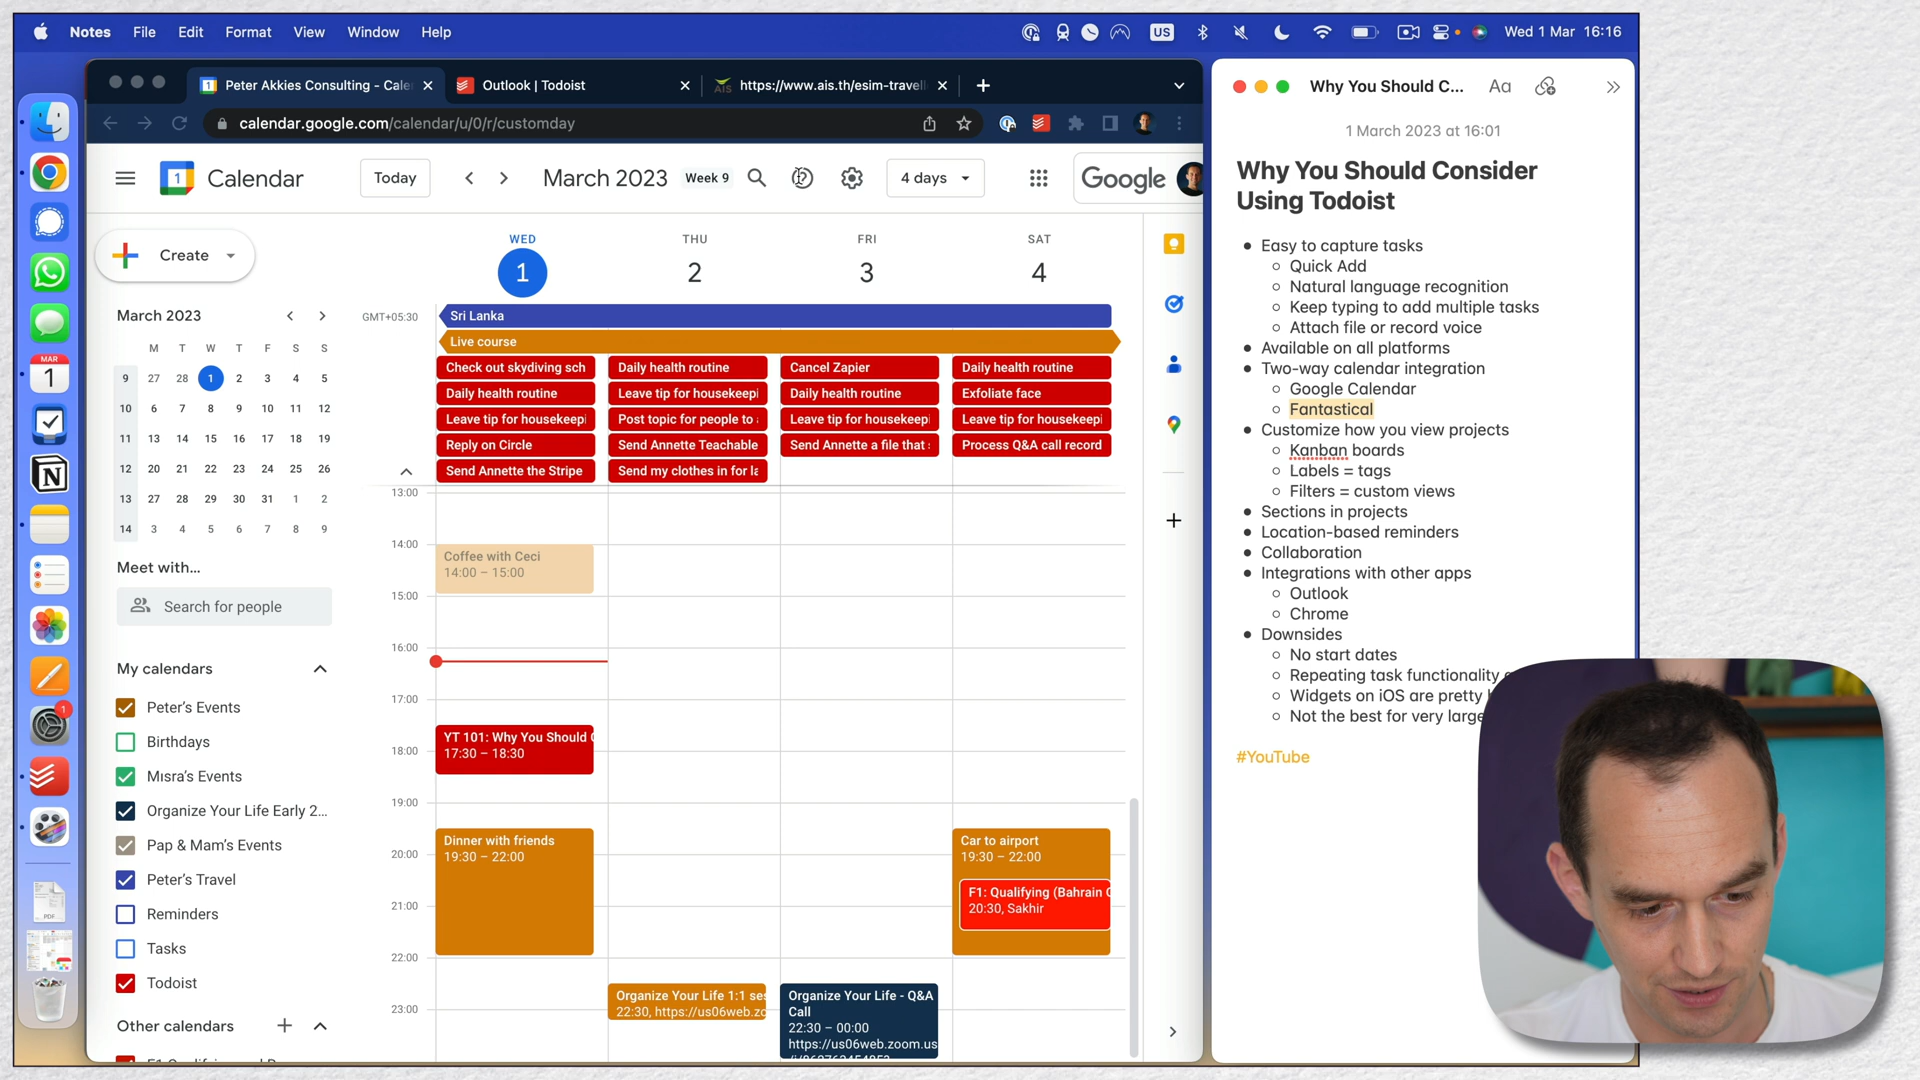 Notes File Edit Format View Window Help
US
Wed 1 Mar 16:16
Peter Akkies Consulting - Cale
Outlook | Todoist
AIS
https://www.ais.th/esim-travell
calendar.google.com/calendar/u/0/r/customday
1
Calendar
Today
March 2023
Week 9
4 days
Google
Create
WED
THU
FRI
SAT
1
2
3
4
March 2023
M T W T F S S
9 27 28 1 2 3 4 5
10 6 7 8 9 10 11 12
11 13 14 15 16 17 18 19
12 20 21 22 23 24 25 26
13 27 28 29 30 31 1 2
14 3 4 5 6 7 8 9
Meet with...
Search for people
My calendars
Peter's Events
Birthdays
Mısra's Events
Organize Your Life Early 2...
Pap & Mam's Events
Peter's Travel
Reminders
Tasks
Todoist
Other calendars
GMT+05:30
Sri Lanka
Live course
Check out skydiving sch
Daily health routine
Leave tip for housekeepi
Reply on Circle
Send Annette the Stripe
Daily health routine
Leave tip for housekeepi
Post topic for people to
Send Annette Teachable
Send my clothes in for la
Cancel Zapier
Daily health routine
Leave tip for housekeepi
Send Annette a file that
Daily health routine
Exfoliate face
Leave tip for housekeepi
Process Q&A call record
13:00
14:00
15:00
16:00
17:00
18:00
19:00
20:00
21:00
22:00
23:00
Coffee with Ceci
14:00 – 15:00
YT 101: Why You Should
17:30 – 18:30
Dinner with friends
19:30 – 22:00
Organize Your Life 1:1 ses
22:30, https://us06web.zo
Organize Your Life - Q&A
Call
22:30 – 00:00
https://us06web.zoom.us
Car to airport
19:30 – 22:00
F1: Qualifying (Bahrain
20:30, Sakhir
MAR
1
N
1
PDF
Why You Should C...
Aa
1 March 2023 at 16:01
Why You Should Consider
Using Todoist
Easy to capture tasks
Quick Add
Natural language recognition
Keep typing to add multiple tasks
Attach file or record voice
Available on all platforms
Two-way calendar integration
Google Calendar
Fantastical
Customize how you view projects
Kanban boards
Labels = tags
Filters = custom views
Sections in projects
Location-based reminders
Collaboration
Integrations with other apps
Outlook
Chrome
Downsides
No start dates
Repeating task functionality
Widgets on iOS are pretty
Not the best for very large
#YouTube